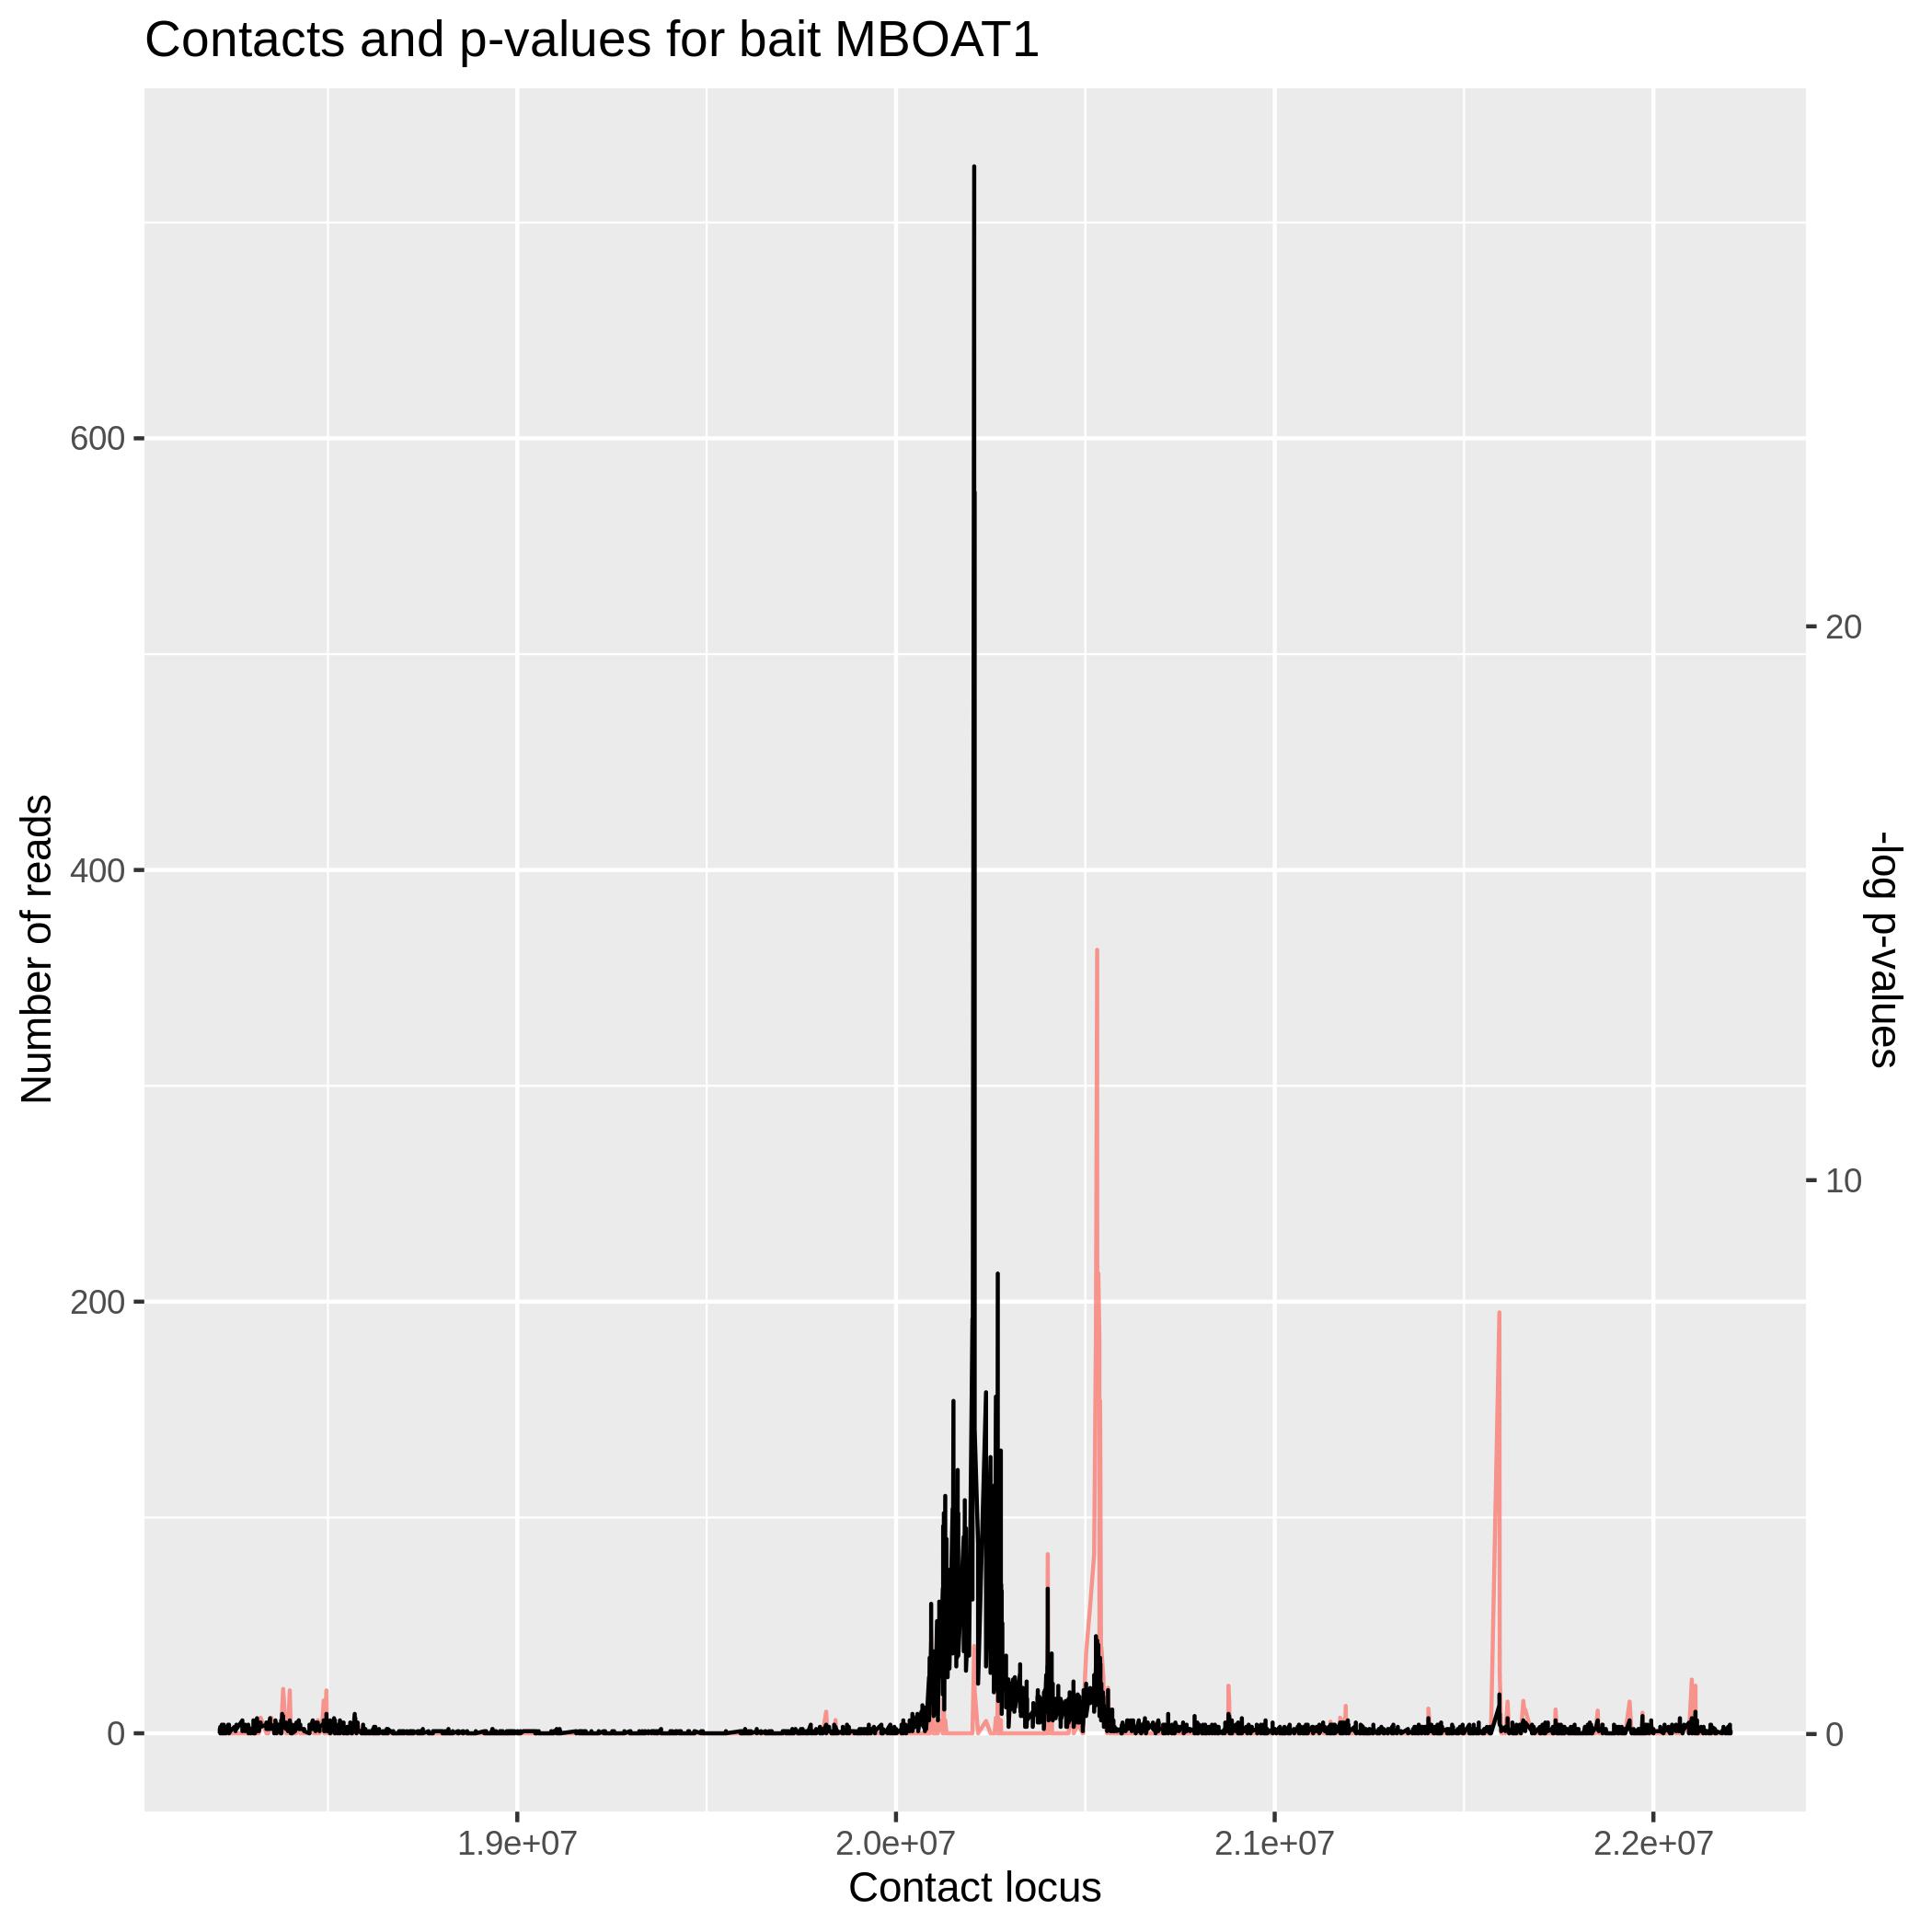 Contacts and p-values for bait MBOAT1
600
400
200
0
Number of reads
20
10
0
-log p-values
1.9e+07
2.0e+07
2.1e+07
2.2e+07
Contact locus